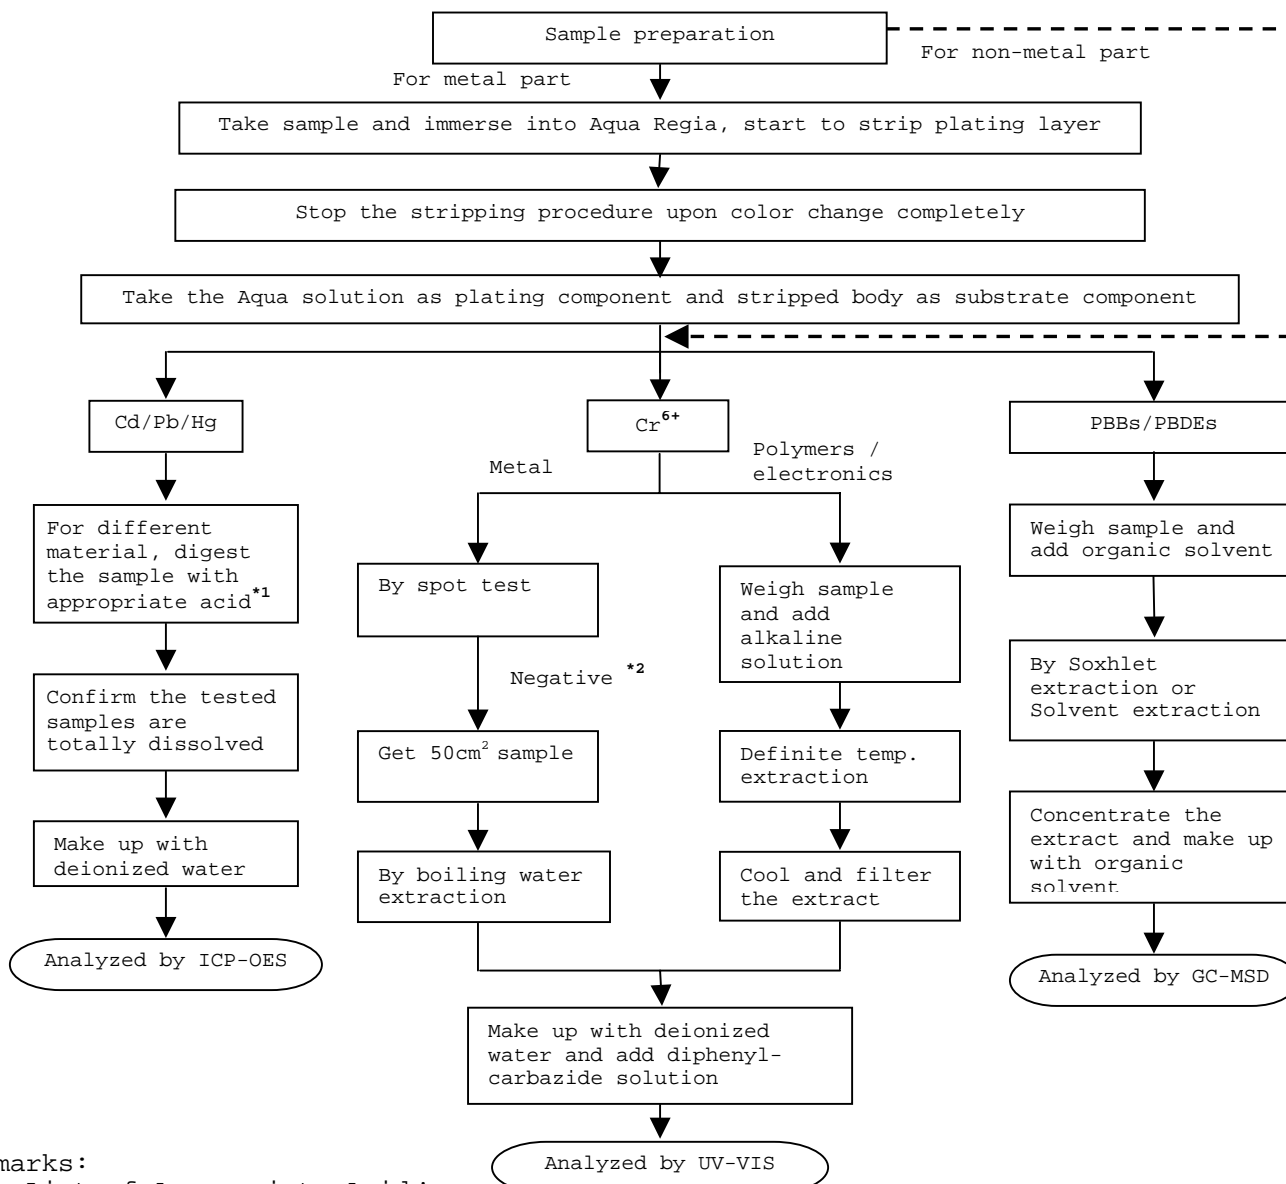 Sample preparation
For non-metal part
For metal part
Take sample and immerse into Aqua Regia, start to strip plating layer
Stop the stripping procedure upon color change completely
Take the Aqua solution as plating component and stripped body as substrate component
Cd/Pb/Hg
For different
material, digest
the sample with
appropriate acid*1
Confirm the tested
samples are
totally dissolved
Make up with
deionized water
Analyzed by ICP-OES
Cr6+
Metal
By spot test
Negative *2
Get 50cm2 sample
By boiling water
extraction
Polymers /
electronics
Weigh sample
and add
alkaline
solution
Definite temp.
extraction
Cool and filter
the extract
Make up with deionized
water and add diphenyl-
carbazide solution
Analyzed by UV-VIS
PBBs/PBDEs
Weigh sample and
add organic solvent
By Soxhlet
extraction or
Solvent extraction
Concentrate the
extract and make up
with organic
solvent
Analyzed by GC-MSD
marks: